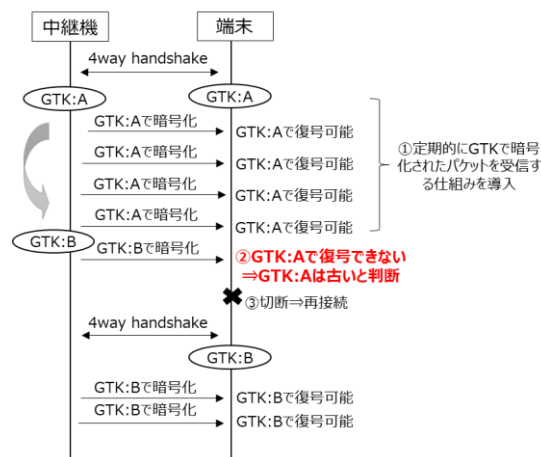 中継機
端末
4way handshake
GTK:A
GTK:A
GTK:Aで暗号化
GTK:Aで復号可能
GTK:Aで暗号化
GTK:Aで復号可能
GTK:Aで暗号化
GTK:Aで復号可能
GTK:Aで暗号化
GTK:Aで復号可能
①定期的にGTKで暗号
化されたパケットを受信す
る仕組みを導入
GTK:B
GTK:Bで暗号化
②GTK:Aで復号できない
⇒GTK:Aは古いと判断
③切断⇒再接続
4way handshake
GTK:B
GTK:Bで暗号化
GTK:Bで復号可能
GTK:Bで暗号化
GTK:Bで復号可能